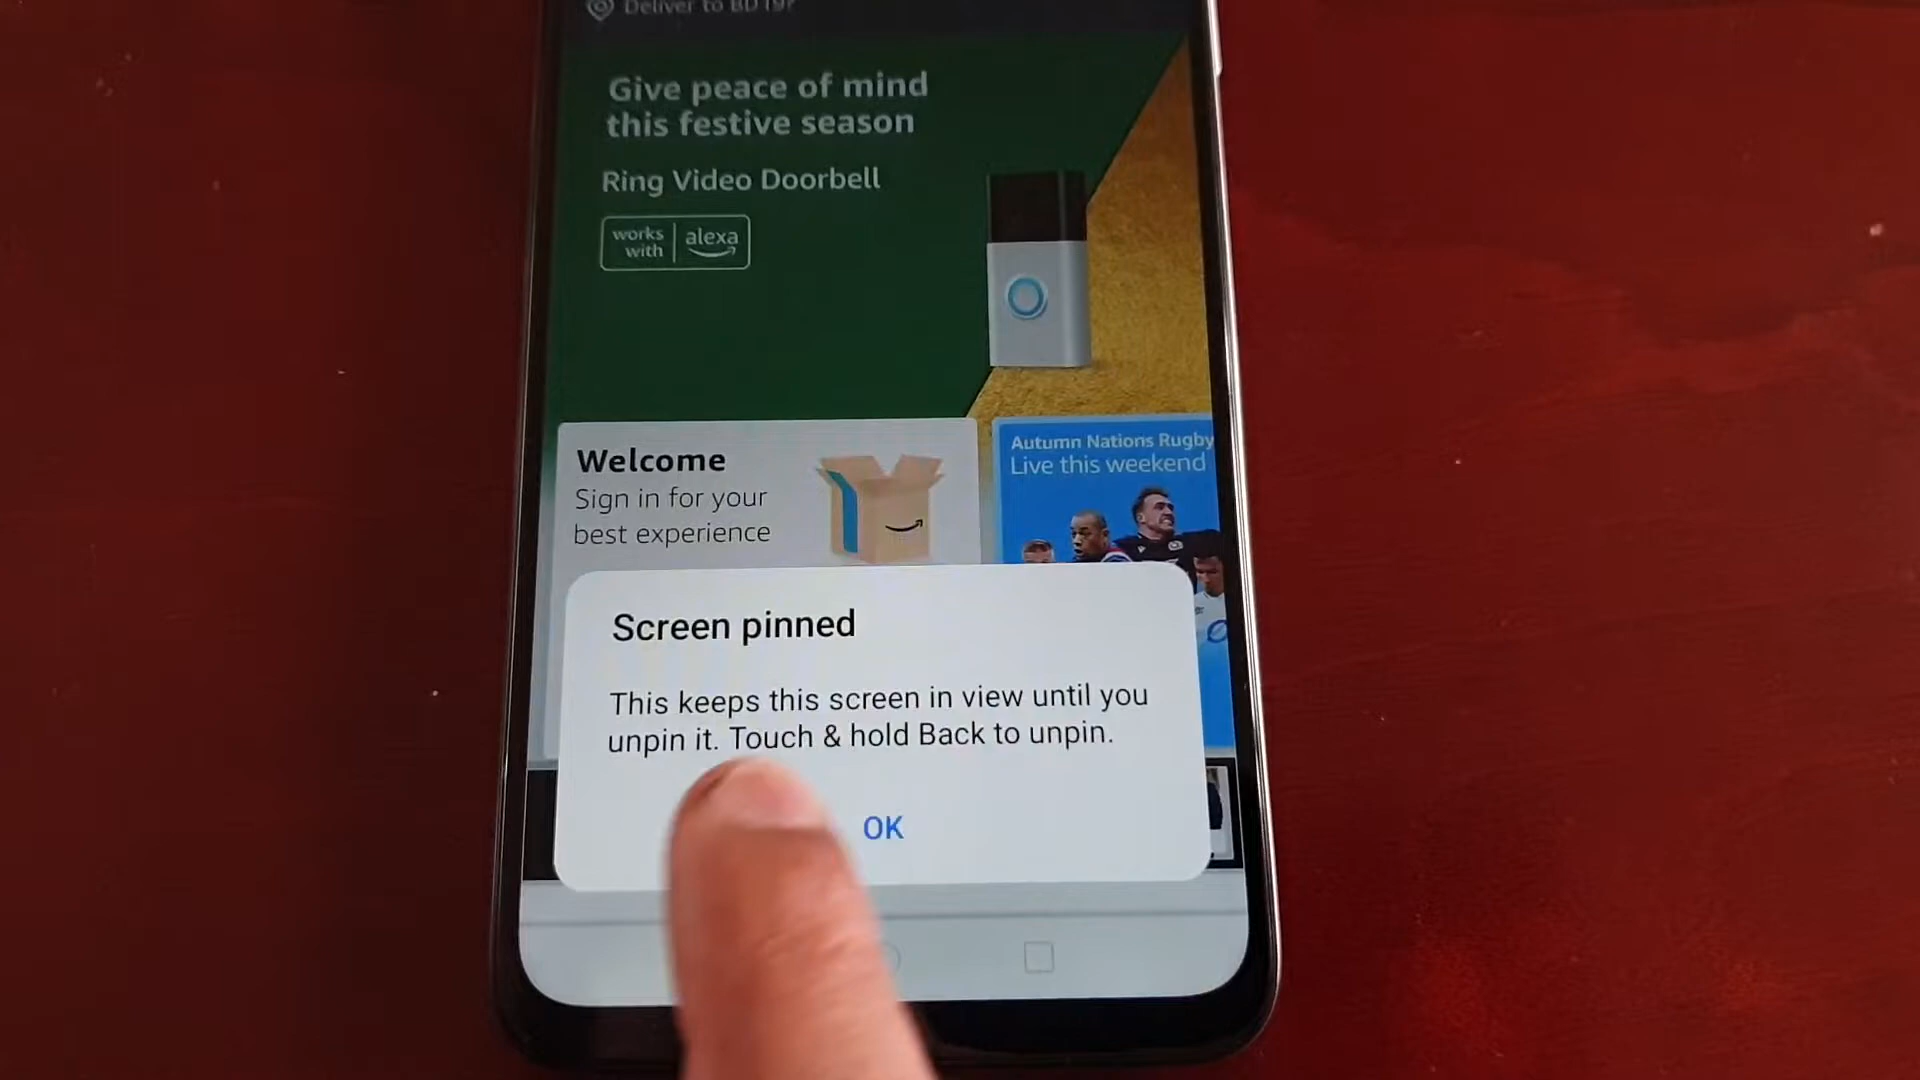 Deliver to BD19
Give peace of mind
this festive season
Ring Video Doorbell
works
with
alexa
Welcome
Sign in for your
best experience
Autumn Nations Rugby
Live this weekend
Screen pinned
This keeps this screen in view until you
unpin it. Touch & hold Back to unpin.
OK